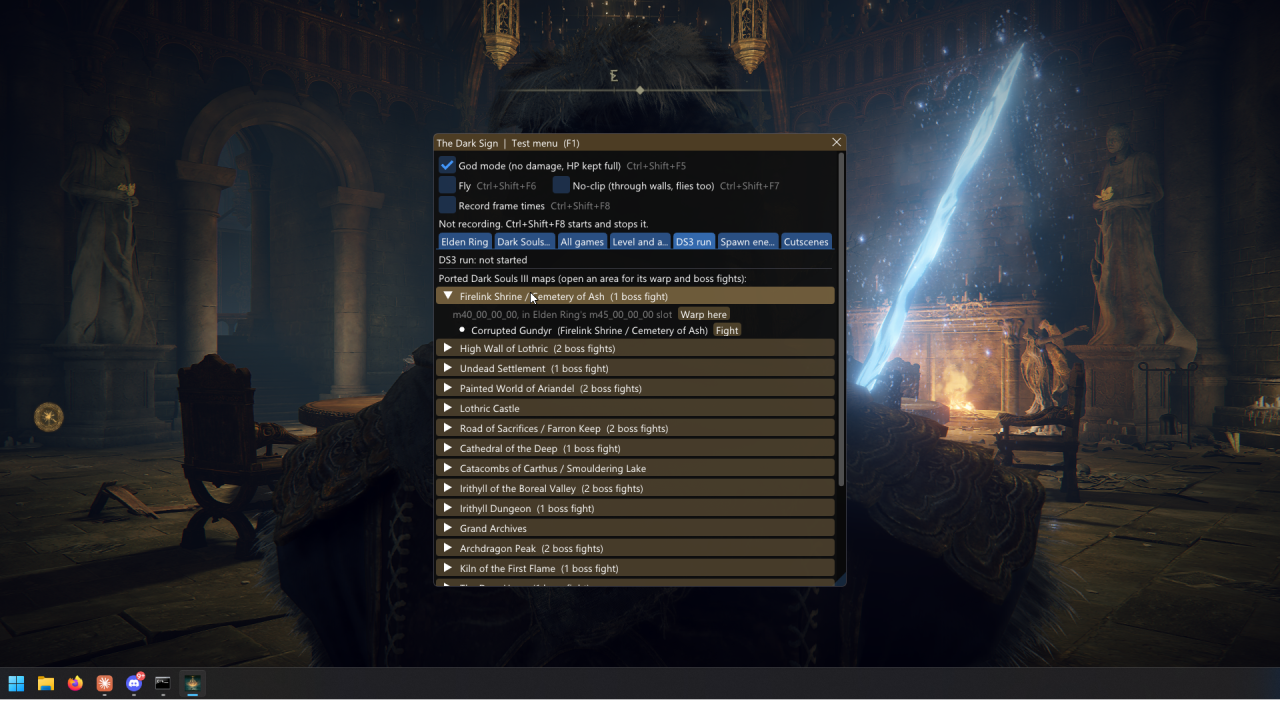 E
The Dark Sign | Test menu (F1)
God mode (no damage, HP kept full) Ctrl+Shift+F5
Fly Ctrl+Shift+F6 No-clip (through walls, flies too) Ctrl+Shift+F7
Record frame times Ctrl+Shift+F8
Not recording. Ctrl+Shift+F8 starts and stops it.
Elden Ring Dark Souls... All games Level and a... DS3 run Spawn ene... Cutscenes
DS3 run: not started
Ported Dark Souls III maps (open an area for its warp and boss fights):
Firelink Shrine / Cemetery of Ash (1 boss fight)
m40_00_00_00, in Elden Ring's m45_00_00_00 slot Warp here
Corrupted Gundyr (Firelink Shrine / Cemetery of Ash) Fight
High Wall of Lothric (2 boss fights)
Undead Settlement (1 boss fight)
Painted World of Ariandel (2 boss fights)
Lothric Castle
Road of Sacrifices / Farron Keep (2 boss fights)
Cathedral of the Deep (1 boss fight)
Catacombs of Carthus / Smouldering Lake
Irithyll of the Boreal Valley (2 boss fights)
Irithyll Dungeon (1 boss fight)
Grand Archives
Archdragon Peak (2 boss fights)
Kiln of the First Flame (1 boss fight)
9+